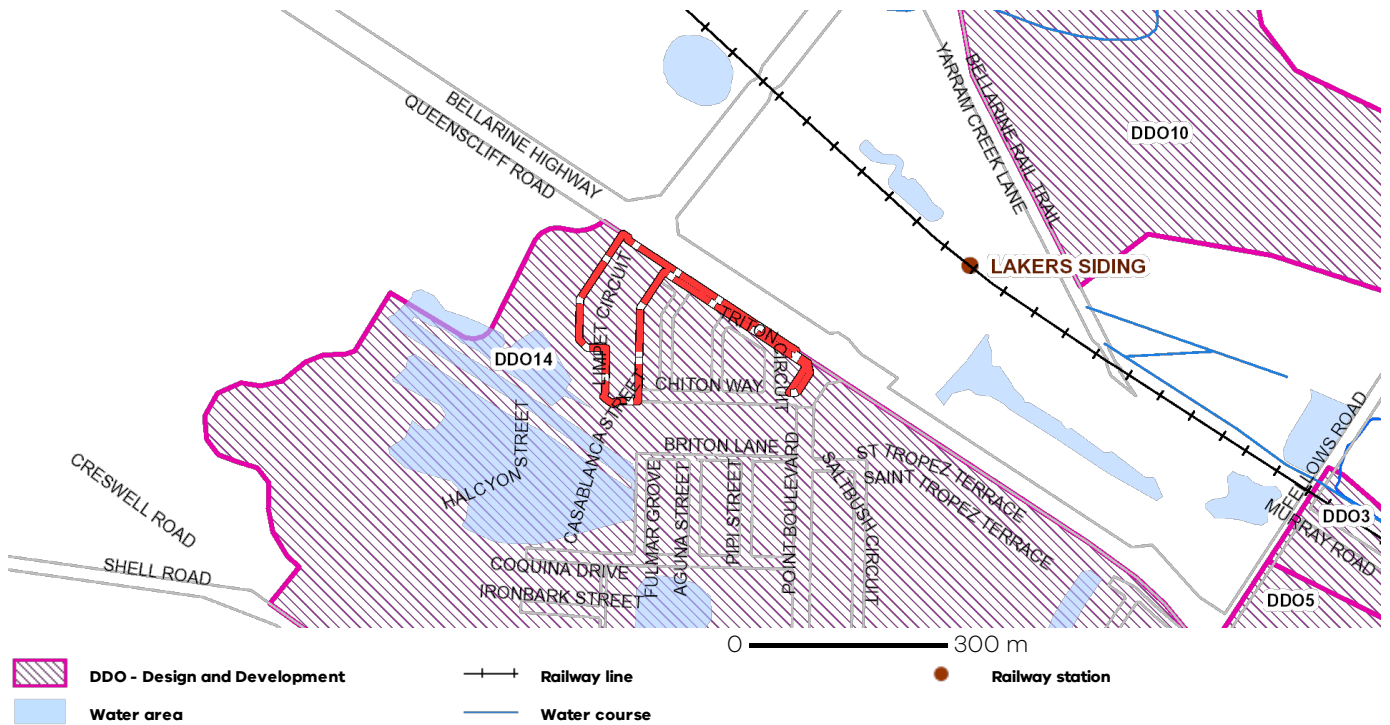 YARRAM CREEK LANE
BELLARINE RAIL TRAIL
BELLARINE HIGHWAY
QUEENSCLIFF ROAD
DDO10
LAKERS SIDING
LIMPET CIRCUIT
TRITON CIRCUIT
DDO14
CHITON WAY
CASABLANCA STREET
HALCYON STREET
BRITON LANE
ST TROPEZ TERRACE
SAINT TROPEZ TERRACE
SALTBUSH CIRCUIT
POINT BOULEVARD
FULMAR GROVE
AGUNA STREET
PIPI STREET
FELLOWS ROAD
MURRAY ROAD
DDO3
CRESWELL ROAD
SHELL ROAD
COQUINA DRIVE
IRONBARK STREET
DDO5
0 300 m
DDO - Design and Development
Railway line
Railway station
Water area
Water course